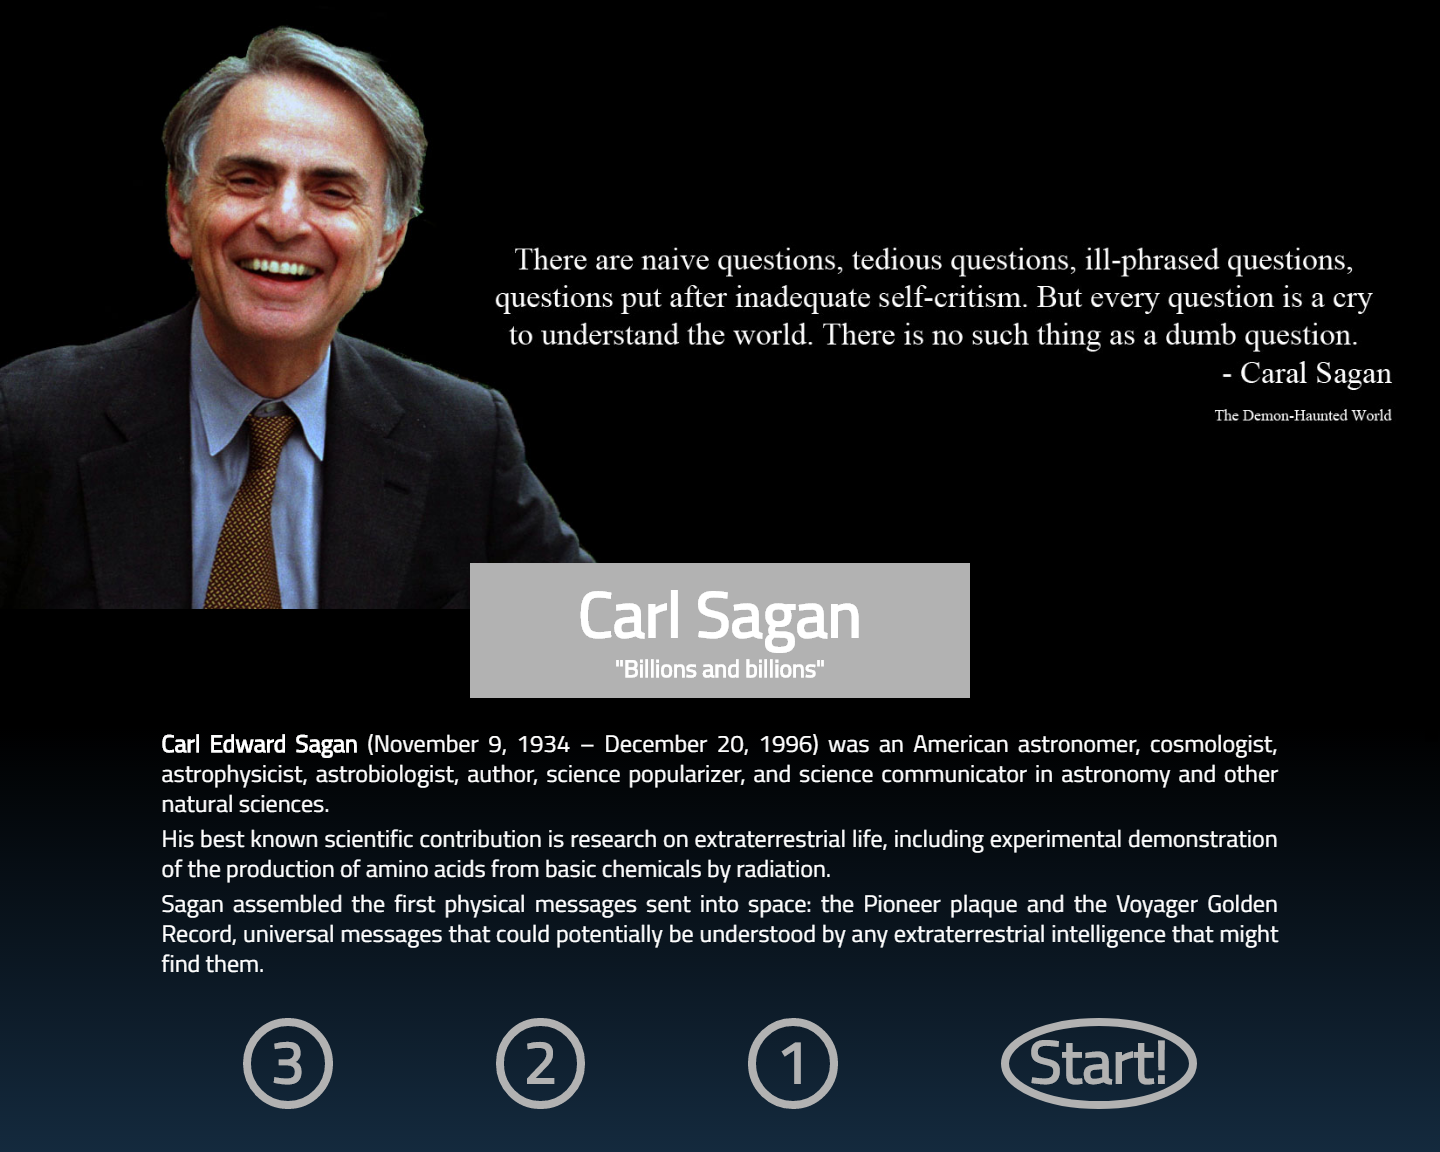 There are naive questions, tedious questions, ill-phrased questions,
questions put after inadequate self-critism. But every question is a cry
to understand the world. There is no such thing as a dumb question.
- Caral Sagan
The Demon-Haunted World
Carl Sagan
"Billions and billions"
Carl Edward Sagan (November 9, 1934 – December 20, 1996) was an American astronomer, cosmologist,
astrophysicist, astrobiologist, author, science popularizer, and science communicator in astronomy and other
natural sciences.
His best known scientific contribution is research on extraterrestrial life, including experimental demonstration
of the production of amino acids from basic chemicals by radiation.
Sagan assembled the first physical messages sent into space: the Pioneer plaque and the Voyager Golden
Record, universal messages that could potentially be understood by any extraterrestrial intelligence that might
find them.
3 2 1 Start!